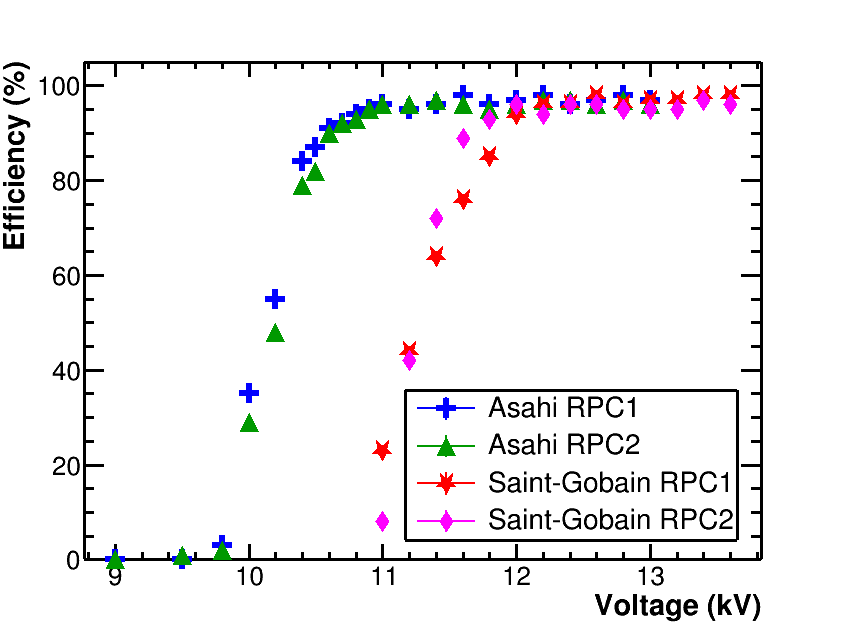 Efficiency (%)
100
80
60
40
20
0
9 10 11 12 13
Voltage (kV)
Asahi RPC1
Asahi RPC2
Saint-Gobain RPC1
Saint-Gobain RPC2